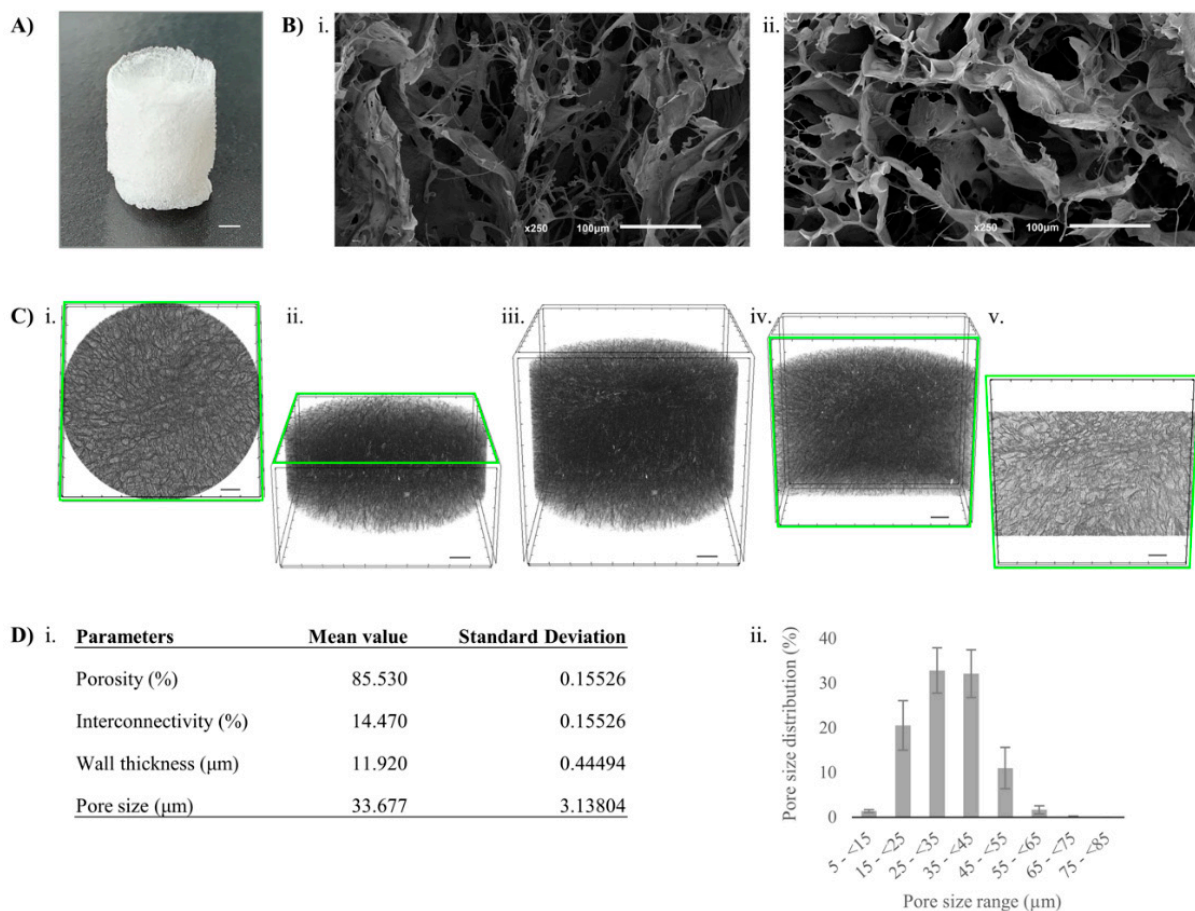 A)
B) i.
ii.
x250 100μm
x250 100μm
C) i.
ii.
iii.
iv.
v.
D) i.
Parameters Mean value Standard Deviation
Porosity (%) 85.530 0.15526
Interconnectivity (%) 14.470 0.15526
Wall thickness (μm) 11.920 0.44494
Pore size (μm) 33.677 3.13804
ii.
Pore size distribution (%)
40
30
20
10
0
5 - <15
15 - <25
25 - <35
35 - <45
45 - <55
55 - <65
65 - <75
75 - <85
Pore size range (μm)